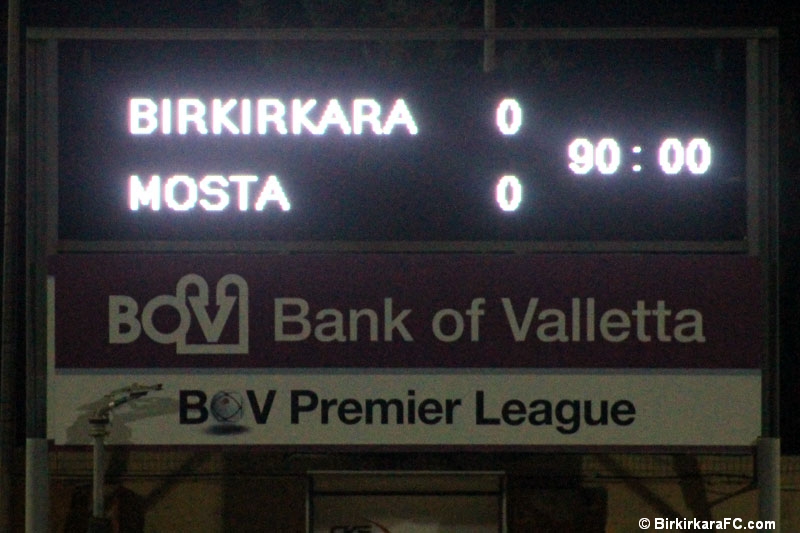 BIRKIRKARA 0
90 : 00
MOSTA 0
BOV Bank of Valletta
BOV Premier League
© BirkirkaraFC.com